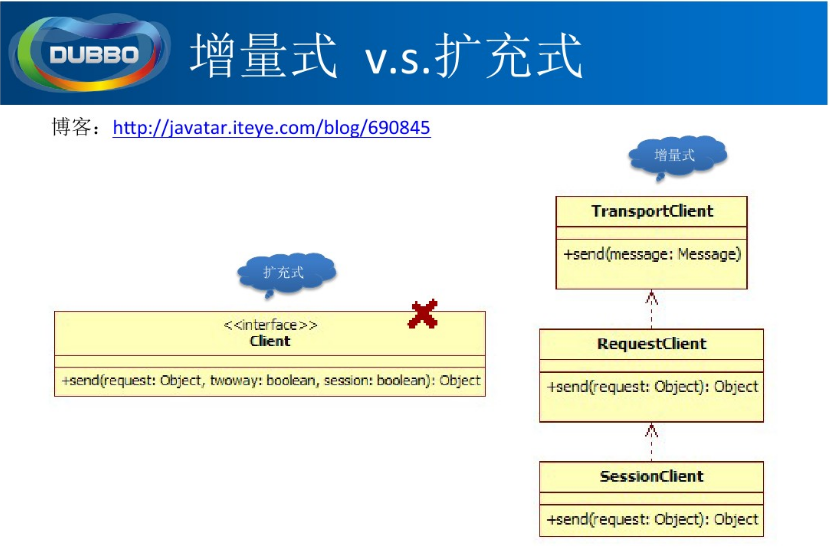 DUBBO
增量式 v.s.扩充式
博客：http://javatar.iteye.com/blog/690845
扩充式
<<interface>>
Client
+send(request: Object, twoway: boolean, session: boolean): Object
增量式
TransportClient
+send(message: Message)
RequestClient
+send(request: Object): Object
SessionClient
+send(request: Object): Object